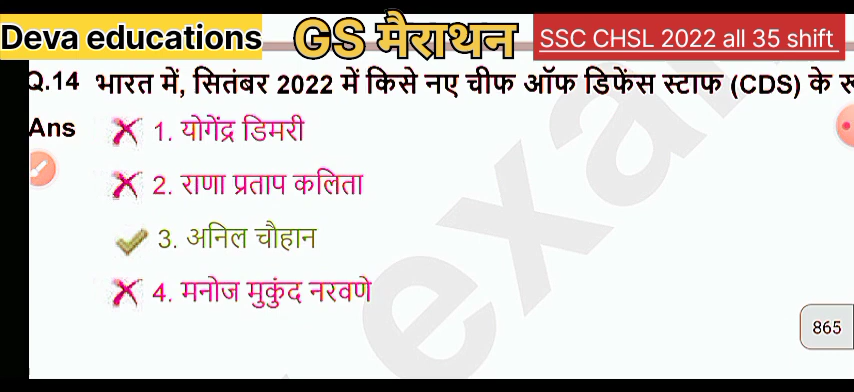 Deva educations GS मैराथन SSC CHSL 2022 all 35 shift
Q.14 भारत में, सितंबर 2022 में किसे नए चीफ ऑफ डिफेंस स्टाफ (CDS) के
Ans 1. योगेंद्र डिमरी
2. राणा प्रताप कलिता
3. अनिल चौहान
4. मनोज मुकुंद नरवणे
865
exa